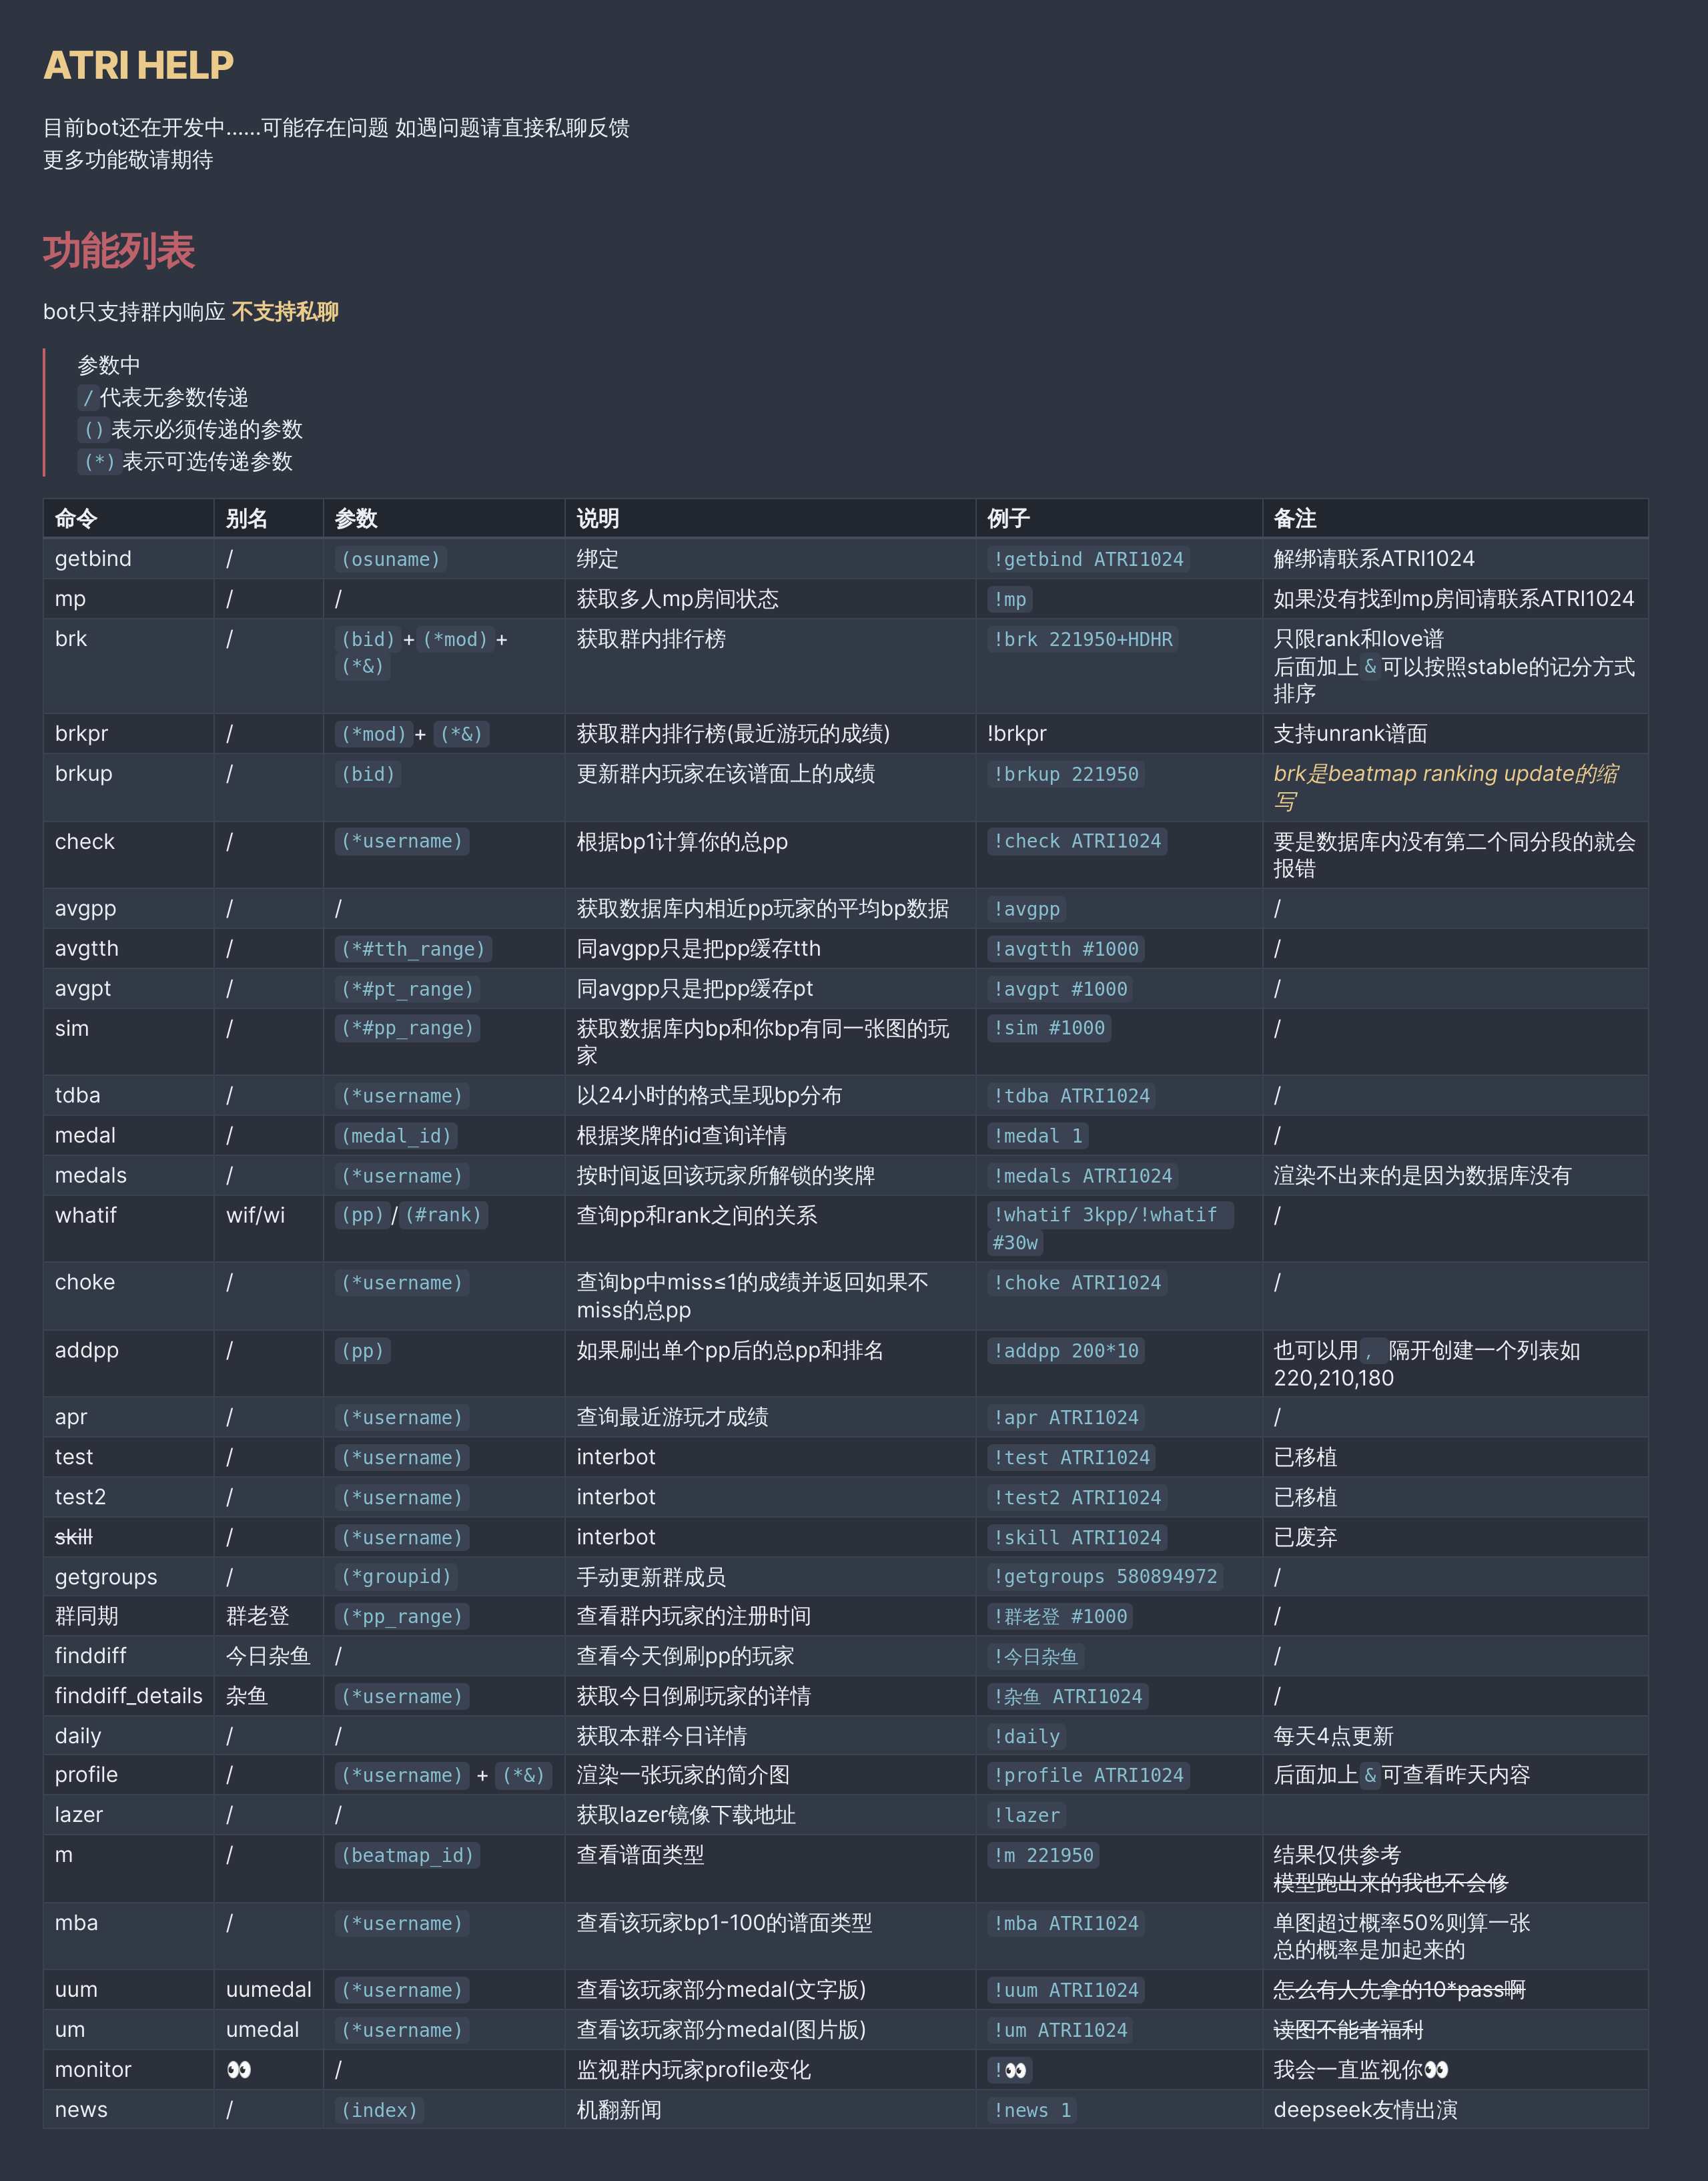 ATRI HELP
目前bot还在开发中......可能存在问题 如遇问题请直接私聊反馈
更多功能敬请期待
功能列表
bot只支持群内响应 不支持私聊
参数中
/代表无参数传递
()表示必须传递的参数
(*)表示可选传递参数
命令 别名 参数 说明 例子 备注
getbind / (osuname) 绑定 !getbind ATRI1024 解绑请联系ATRI1024
mp / / 获取多人mp房间状态 !mp 如果没有找到mp房间请联系ATRI1024
brk / (bid)+(*mod)+ 获取群内排行榜 !brk 221950+HDHR 只限rank和love谱
(*&) 后面加上&可以按照stable的记分方式
排序
brkpr / (*mod)+ (*&) 获取群内排行榜(最近游玩的成绩) !brkpr 支持unrank谱面
brkup / (bid) 更新群内玩家在该谱面上的成绩 !brkup 221950 brk是beatmap ranking update的缩
写
check / (*username) 根据bp1计算你的总pp !check ATRI1024 要是数据库内没有第二个同分段的就会
报错
avgpp / / 获取数据库内相近pp玩家的平均bp数据 !avgpp /
avgtth / (*#tth_range) 同avgpp只是把pp缓存tth !avgtth #1000 /
avgpt / (*#pt_range) 同avgpp只是把pp缓存pt !avgpt #1000 /
sim / (*#pp_range) 获取数据库内bp和你bp有同一张图的玩 !sim #1000 /
家
tdba / (*username) 以24小时的格式呈现bp分布 !tdba ATRI1024 /
medal / (medal_id) 根据奖牌的id查询详情 !medal 1 /
medals / (*username) 按时间返回该玩家所解锁的奖牌 !medals ATRI1024 渲染不出来的是因为数据库没有
whatif wif/wi (pp)/(#rank) 查询pp和rank之间的关系 !whatif 3kpp/!whatif /
#30w
choke / (*username) 查询bp中miss≤1的成绩并返回如果不 !choke ATRI1024 /
miss的总pp
addpp / (pp) 如果刷出单个pp后的总pp和排名 !addpp 200*10 也可以用, 隔开创建一个列表如
220,210,180
apr / (*username) 查询最近游玩才成绩 !apr ATRI1024 /
test / (*username) interbot !test ATRI1024 已移植
test2 / (*username) interbot !test2 ATRI1024 已移植
skill / (*username) interbot !skill ATRI1024 已废弃
getgroups / (*groupid) 手动更新群成员 !getgroups 580894972 /
群同期 群老登 (*pp_range) 查看群内玩家的注册时间 !群老登 #1000 /
finddiff 今日杂鱼 / 查看今天倒刷pp的玩家 !今日杂鱼 /
finddiff_details 杂鱼 (*username) 获取今日倒刷玩家的详情 !杂鱼 ATRI1024 /
daily / / 获取本群今日详情 !daily 每天4点更新
profile / (*username) + (*&) 渲染一张玩家的简介图 !profile ATRI1024 后面加上&可查看昨天内容
lazer / / 获取lazer镜像下载地址 !lazer
m / (beatmap_id) 查看谱面类型 !m 221950 结果仅供参考
模型跑出来的我也不会修
mba / (*username) 查看该玩家bp1-100的谱面类型 !mba ATRI1024 单图超过概率50%则算一张
总的概率是加起来的
uum uumedal (*username) 查看该玩家部分medal(文字版) !uum ATRI1024 怎么有人先拿的10*pass啊
um umedal (*username) 查看该玩家部分medal(图片版) !um ATRI1024 读图不能者福利
monitor 👀 / 监视群内玩家profile变化 !👀 我会一直监视你👀
news / (index) 机翻新闻 !news 1 deepseek友情出演